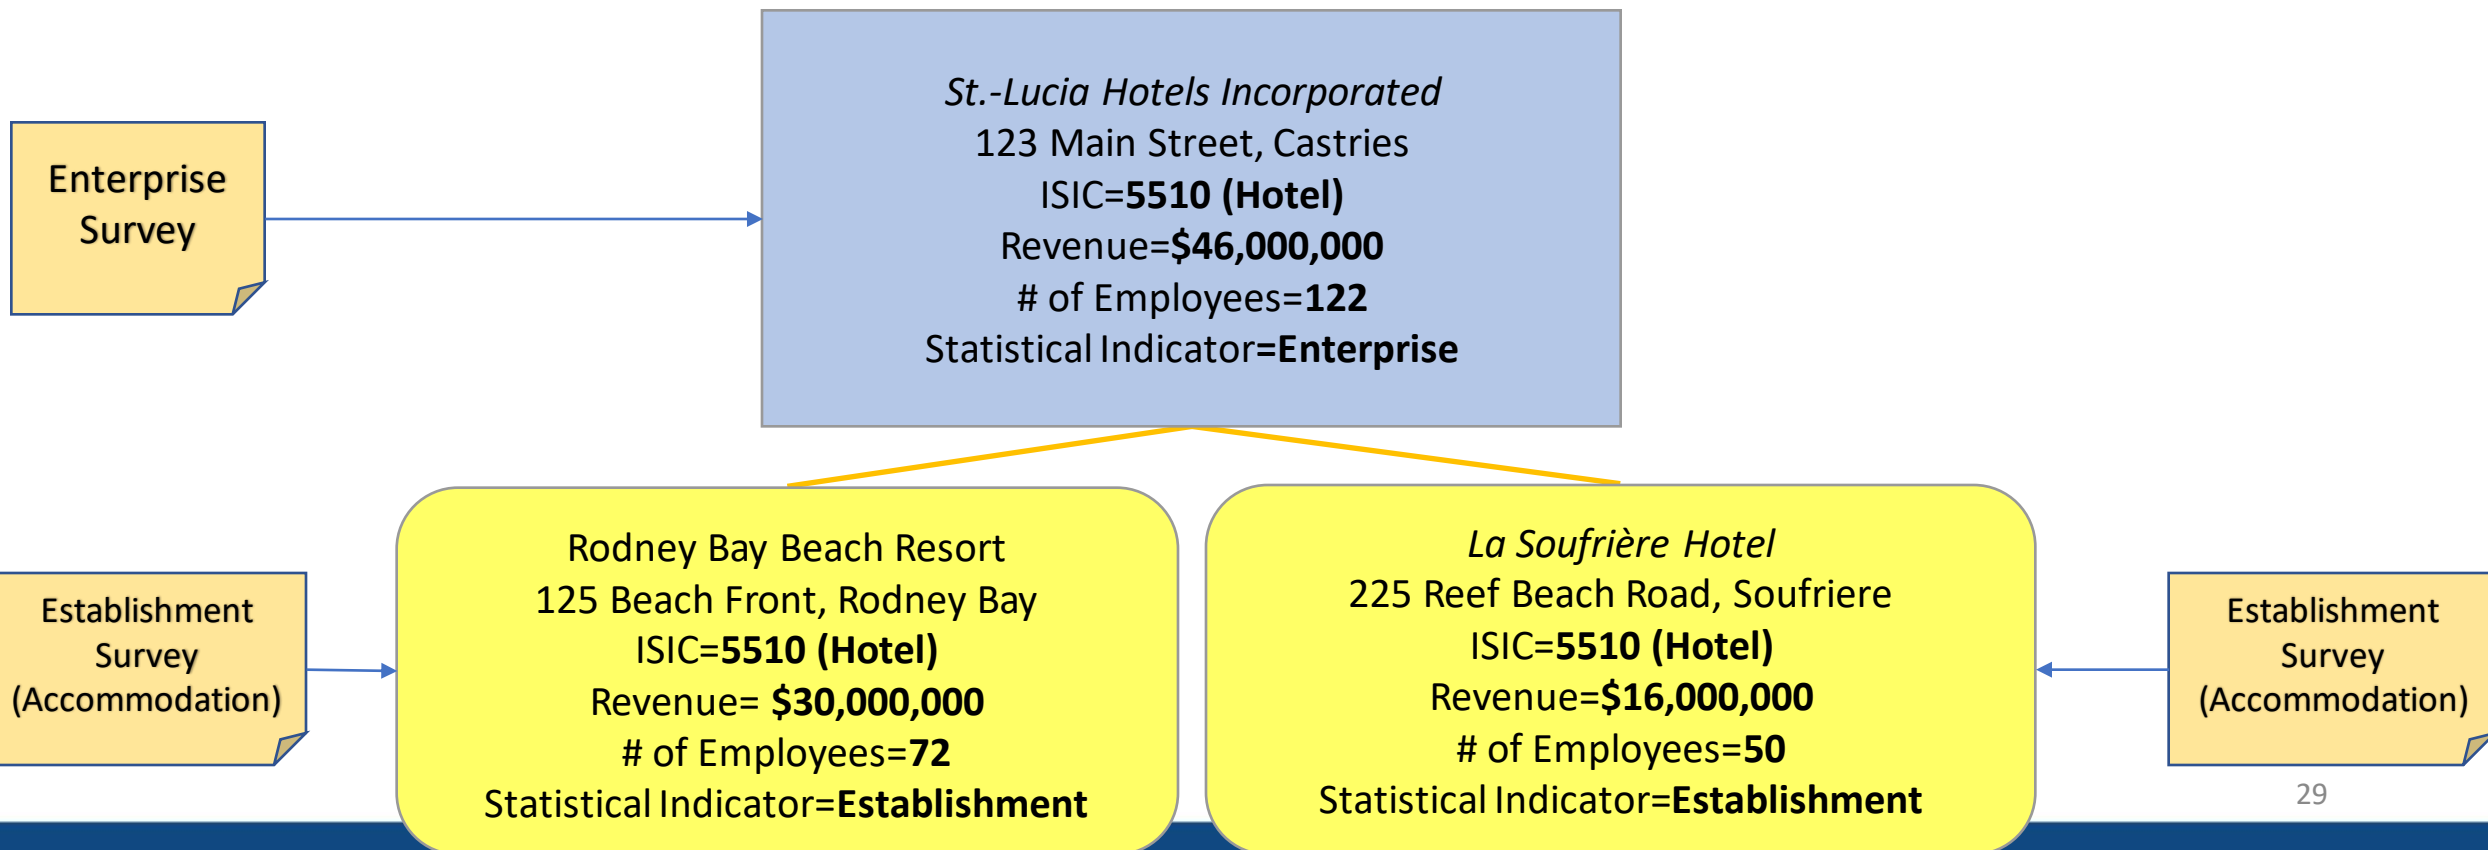 St.-Lucia Hotels Incorporated
123 Main Street, Castries
ISIC=5510 (Hotel)
Revenue=$46,000,000
# of Employees=122
Statistical Indicator=Enterprise
Enterprise
Survey
Rodney Bay Beach Resort
125 Beach Front, Rodney Bay
ISIC=5510 (Hotel)
Revenue= $30,000,000
# of Employees=72
Statistical Indicator=Establishment
La Soufrière Hotel
225 Reef Beach Road, Soufriere
ISIC=5510 (Hotel)
Revenue=$16,000,000
# of Employees=50
Statistical Indicator=Establishment
Establishment
Survey
(Accommodation)
Establishment
Survey
(Accommodation)
29